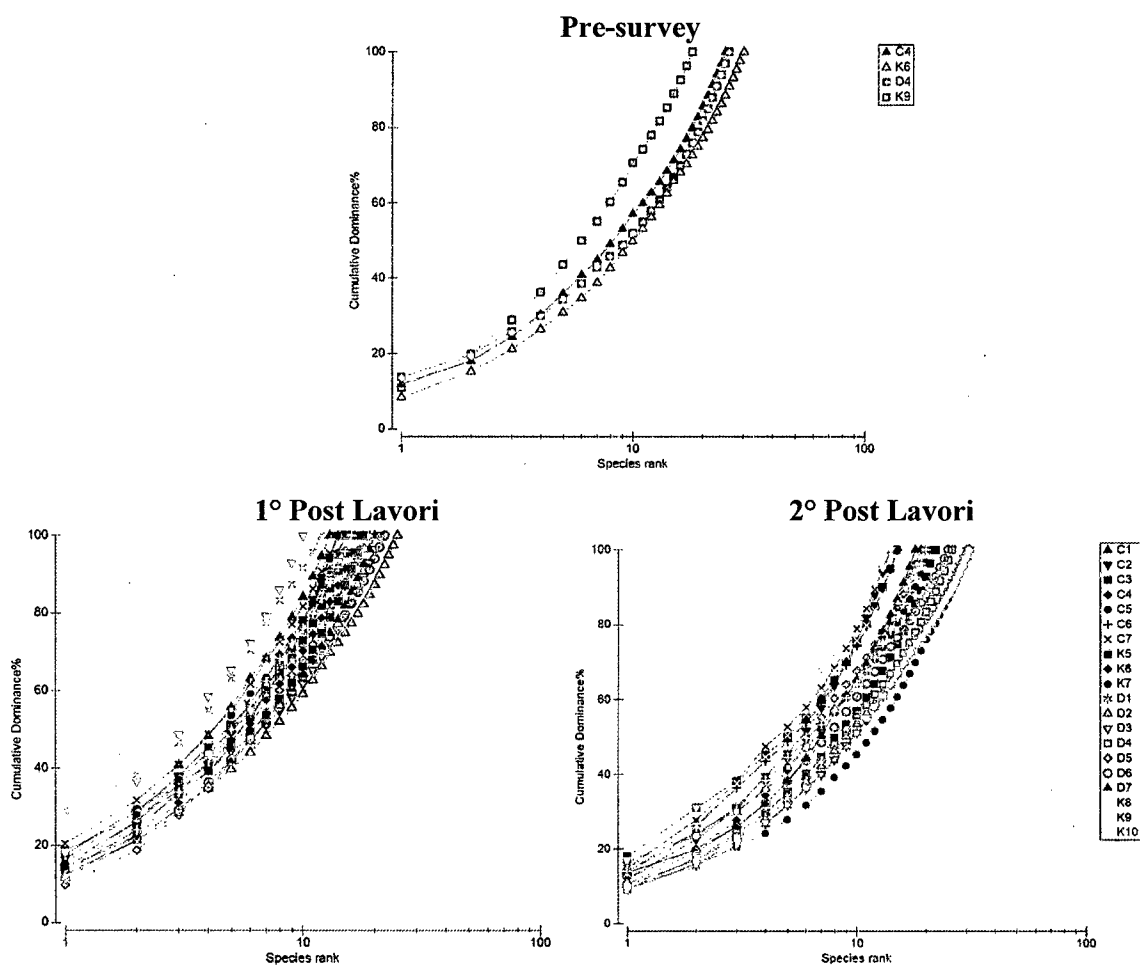 Pre-survey
100
80
60
40
20
0
Cumulative Dominance%
1
10
100
Species rank
C4
K6
D4
K9
1° Post Lavori
100
80
60
40
20
0
Cumulative Dominance%
1
10
100
Species rank
2° Post Lavori
100
80
60
40
20
0
Cumulative Dominance%
1
10
100
Species rank
C1
C2
C3
C4
C5
C6
C7
K5
K6
K7
D1
D2
D3
D4
D5
D6
D7
K8
K9
K10